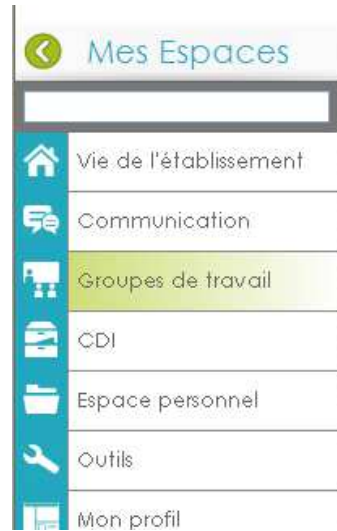 Mes Espaces
Vie de l'établissement
Communication
Groupes de travail
CDI
Espace personnel
Outils
Mon profil